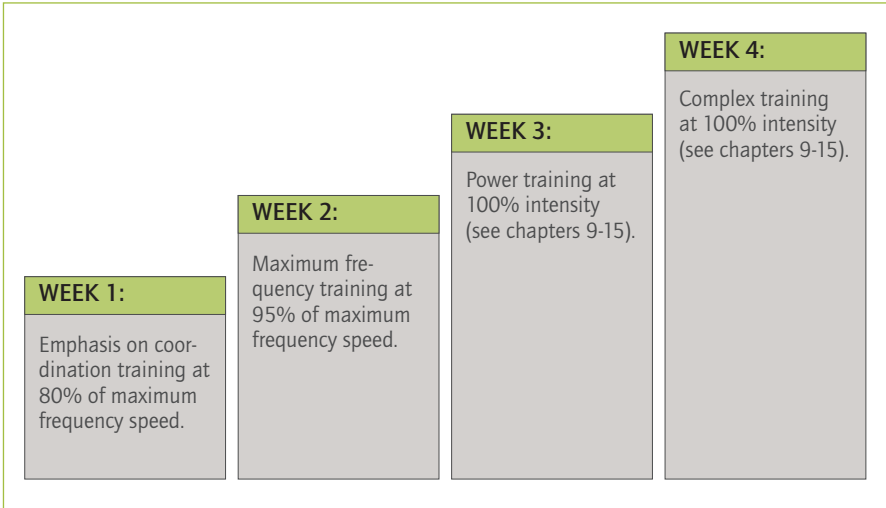 WEEK 1:
Emphasis on coor-
dination training at
80% of maximum
frequency speed.
WEEK 2:
Maximum fre-
quency training at
95% of maximum
frequency speed.
WEEK 3:
Power training at
100% intensity
(see chapters 9-15).
WEEK 4:
Complex training
at 100% intensity
(see chapters 9-15).